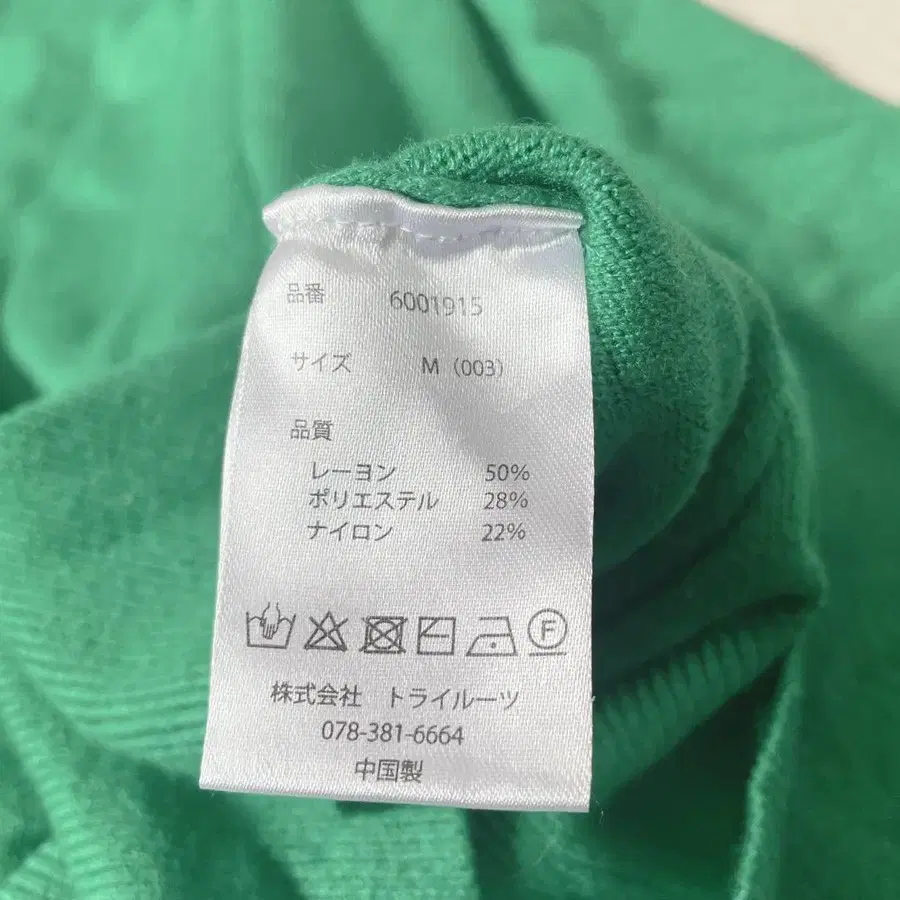 品番 6001915
サイズ M (003)
品質
レーヨン 50%
ポリエステル 28%
ナイロン 22%
F
株式会社 トライルーツ
078-381-6664
中国製